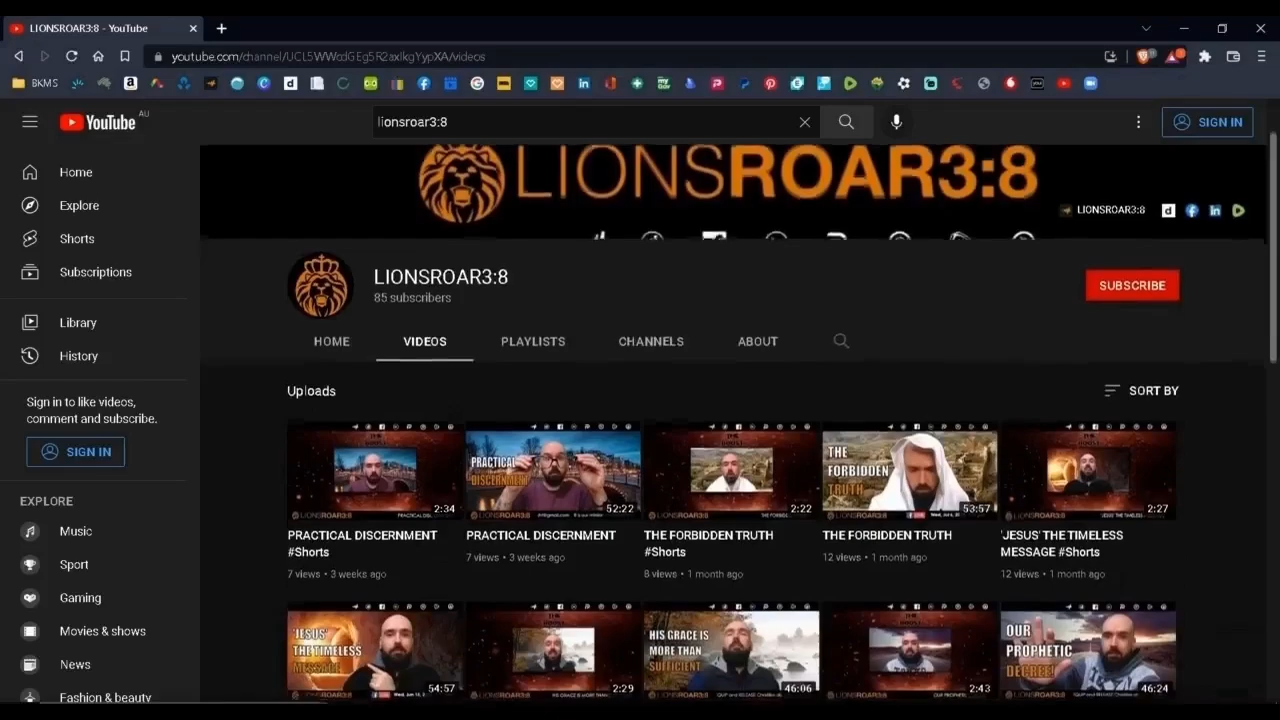 LIONSROAR3:8 - YouTube
youtube.com/channel/UCL5WWcdGEg5R2axlkgYypXA/videos
BKMS
YouTube AU
lionsroar3:8
SIGN IN
Home
Explore
Shorts
Subscriptions
Library
History
Sign in to like videos,
comment and subscribe.
SIGN IN
EXPLORE
Music
Sport
Gaming
Movies & shows
News
Fashion & beauty
LIONSROAR3:8
LIONSROAR3:8
LIONSROAR3:8
85 subscribers
SUBSCRIBE
HOME VIDEOS PLAYLISTS CHANNELS ABOUT
Uploads
SORT BY
2:34
PRACTICAL DISCERNMENT
#Shorts
7 views • 3 weeks ago
PRACTICAL
DISCERNMENT
LIONSROAR3:8
52:22
PRACTICAL DISCERNMENT
7 views • 3 weeks ago
2:22
THE FORBIDDEN TRUTH
#Shorts
8 views • 1 month ago
THE
FORBIDDEN
TRUTH
LIONSROAR3:8
53:57
THE FORBIDDEN TRUTH
12 views • 1 month ago
2:27
'JESUS' THE TIMELESS
MESSAGE #Shorts
12 views • 1 month ago
'JESUS'
THE TIMELESS
MESSAGE
54:57
2:29
HIS GRACE IS
MORE THAN
SUFFICIENT
46:06
2:43
OUR
PROPHETIC
DECREE!
46:24